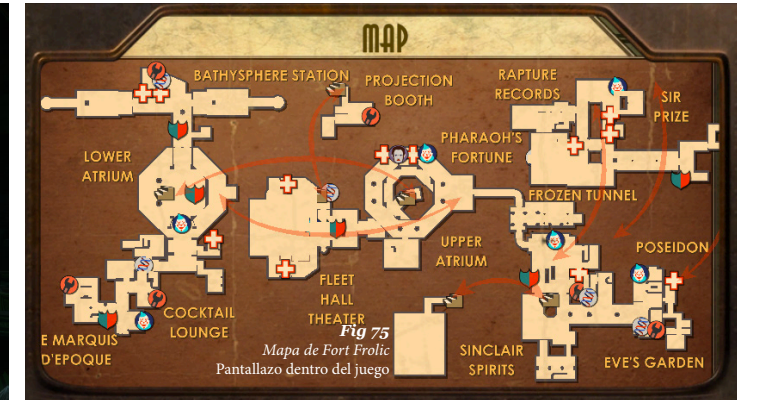 MAP
BATHYSPHERE STATION
PROJECTION
BOOTH
RAPTURE
RECORDS
SIR
PRIZE
PHARAOH'S
FORTUNE
LOWER
ATRIUM
FROZEN TUNNEL
UPPER
ATRIUM
POSEIDON
FLEET
HALL
THEATER
COCKTAIL
LOUNGE
E MARQUIS
D'EPOQUE
SINCLAIR
SPIRITS
EVE'S GARDEN
Fig 75
Mapa de Fort Frolic
Pantallazo dentro del juego